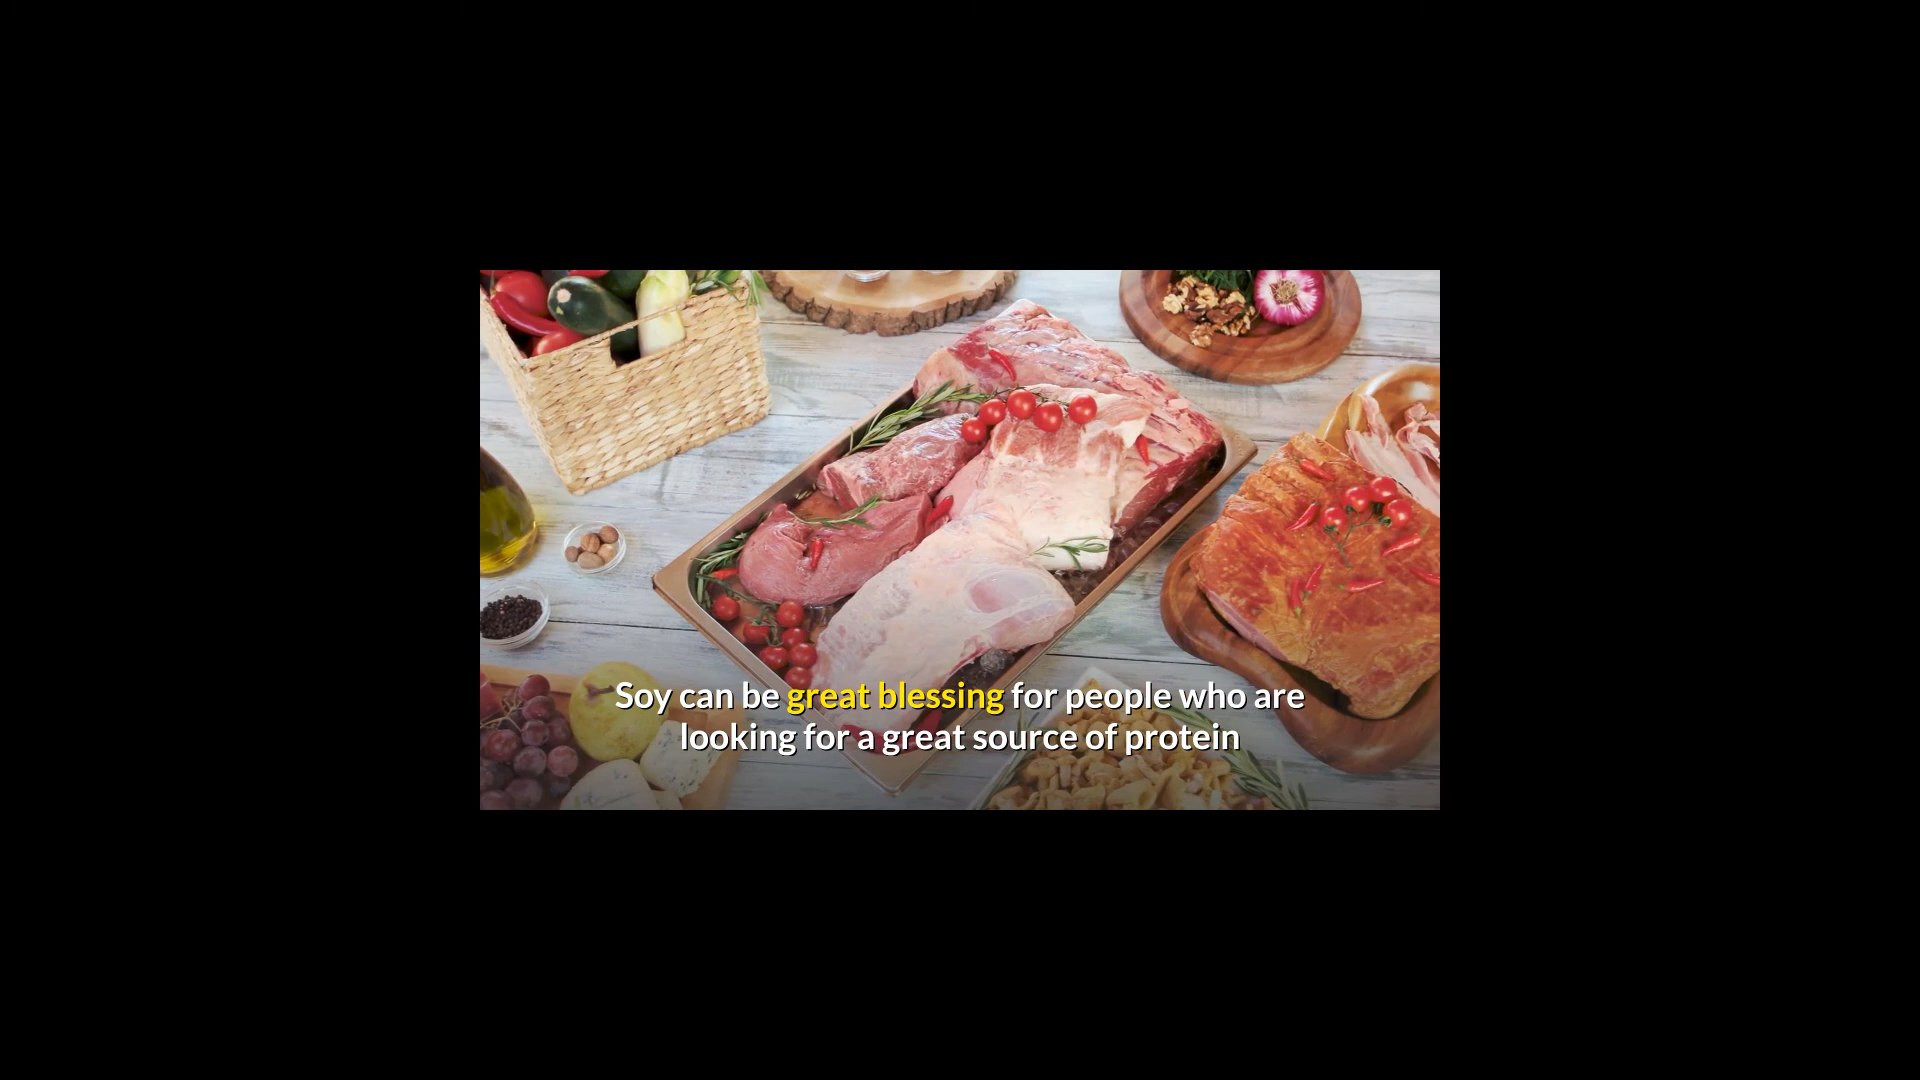 Soy can be great blessing for people who are
looking for a great source of protein